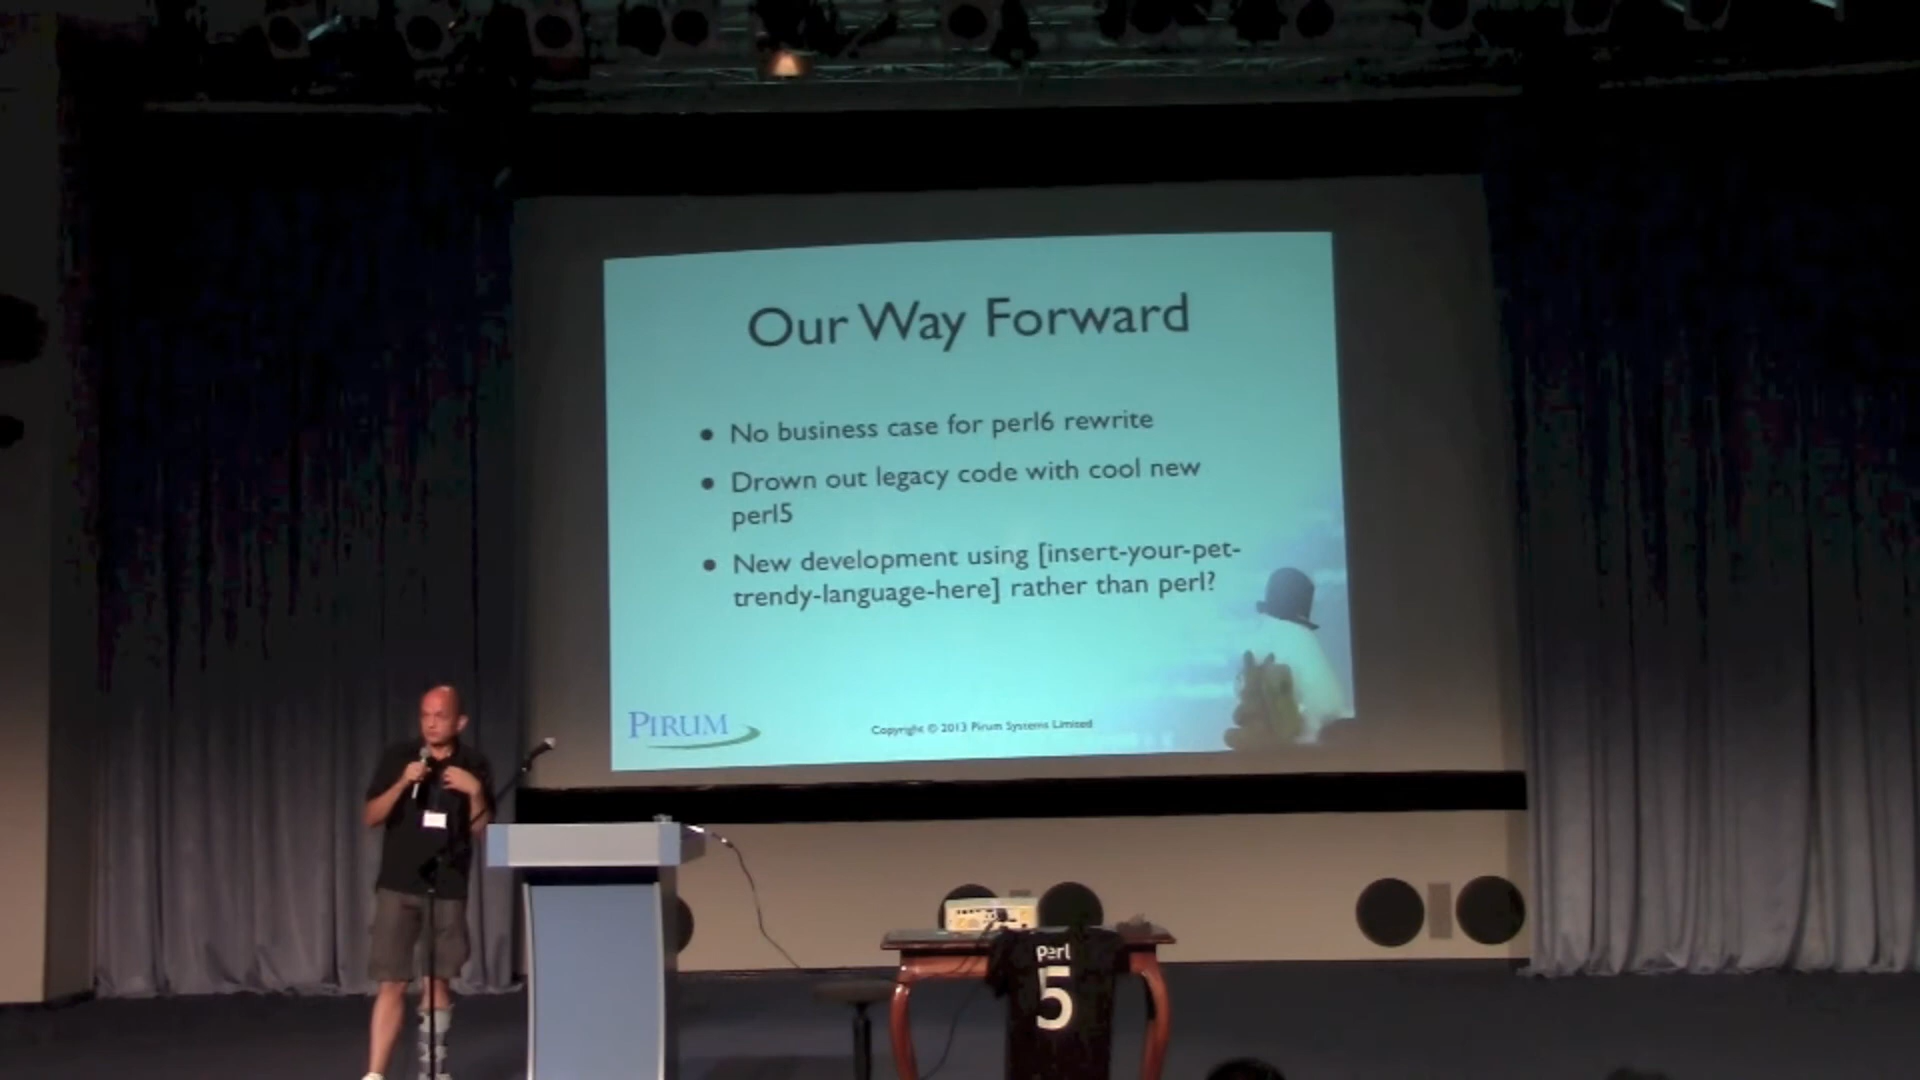 Our Way Forward
• No business case for perl6 rewrite
• Drown out legacy code with cool new
perl5
• New development using [insert-your-pet-
trendy-language-here] rather than perl?
PIRUM
Copyright © 2013 Pirum Systems Limited
perl
5